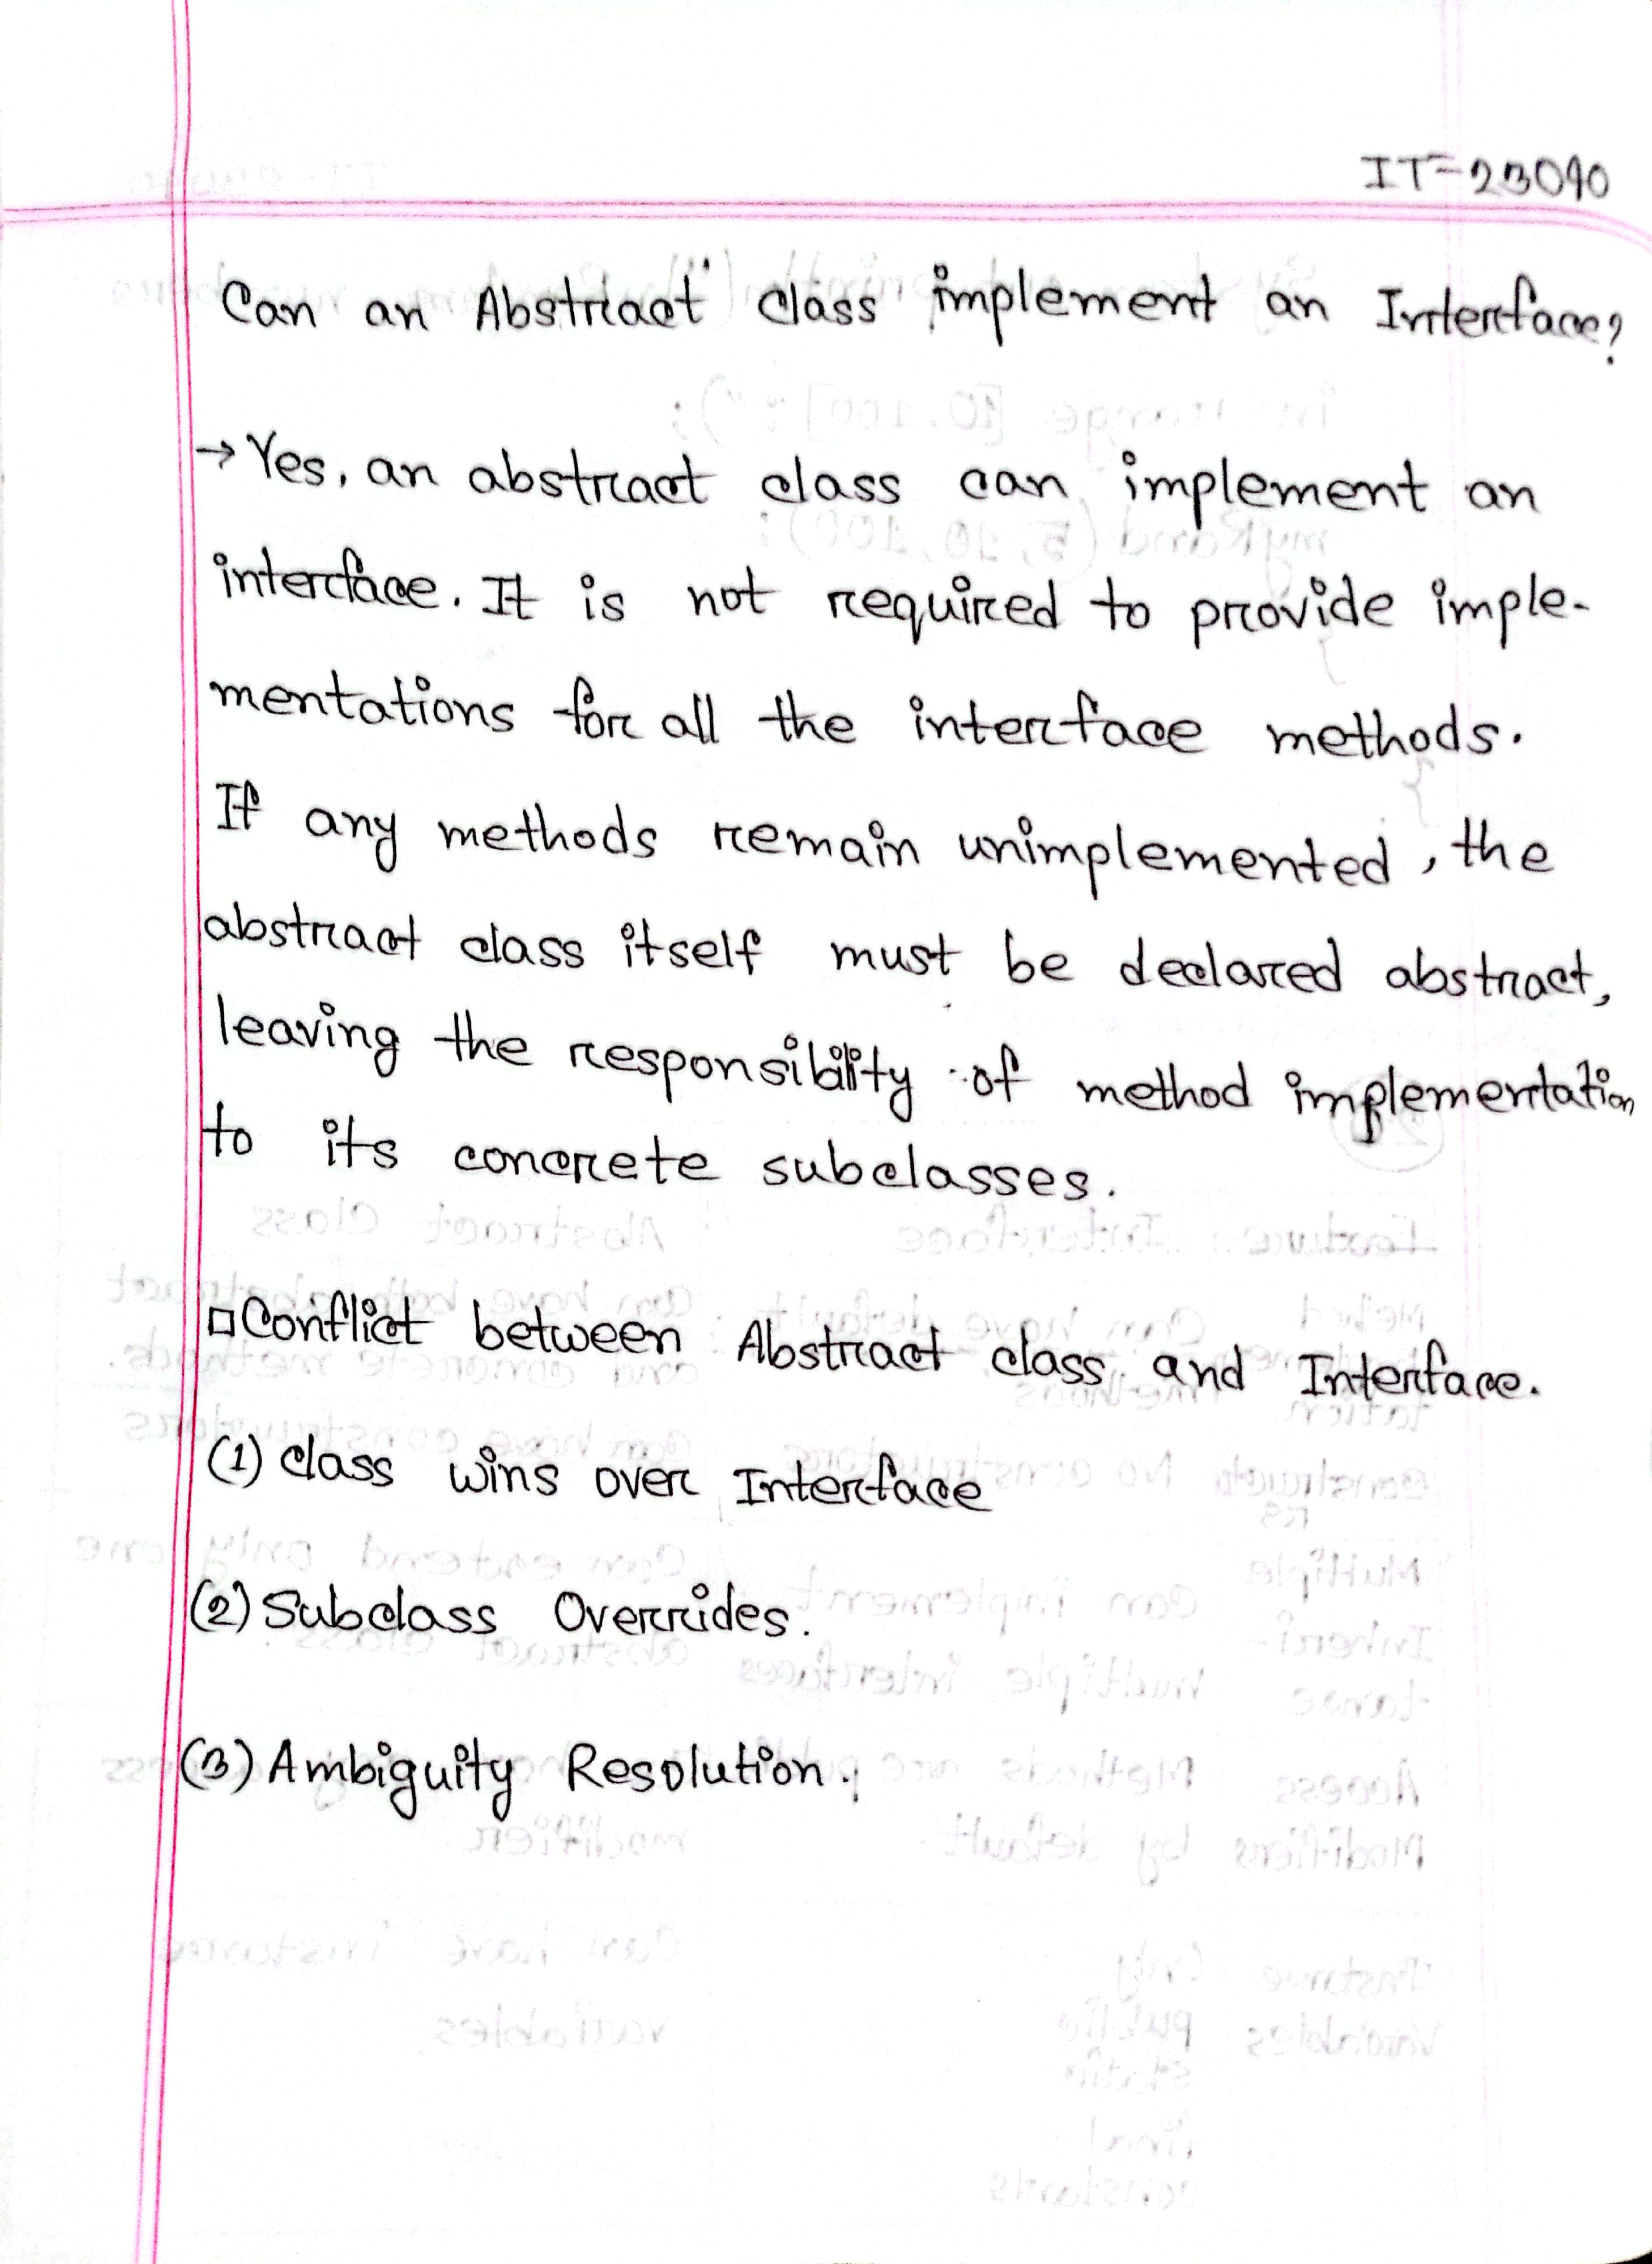 IT-23090
Can an Abstract class implement an Interface?
→ Yes, an abstract class can implement an
interface. It is not required to provide imple-
mentations for all the interface methods.
If any methods remain unimplemented, the
abstract class itself must be declared abstract,
leaving the responsibility of method implementation
to its concrete subclasses.
□ Conflict between Abstract class and Interface.
(1) class wins over Interface
(2) Subclass Overrides.
(3) Ambiguity Resolution.